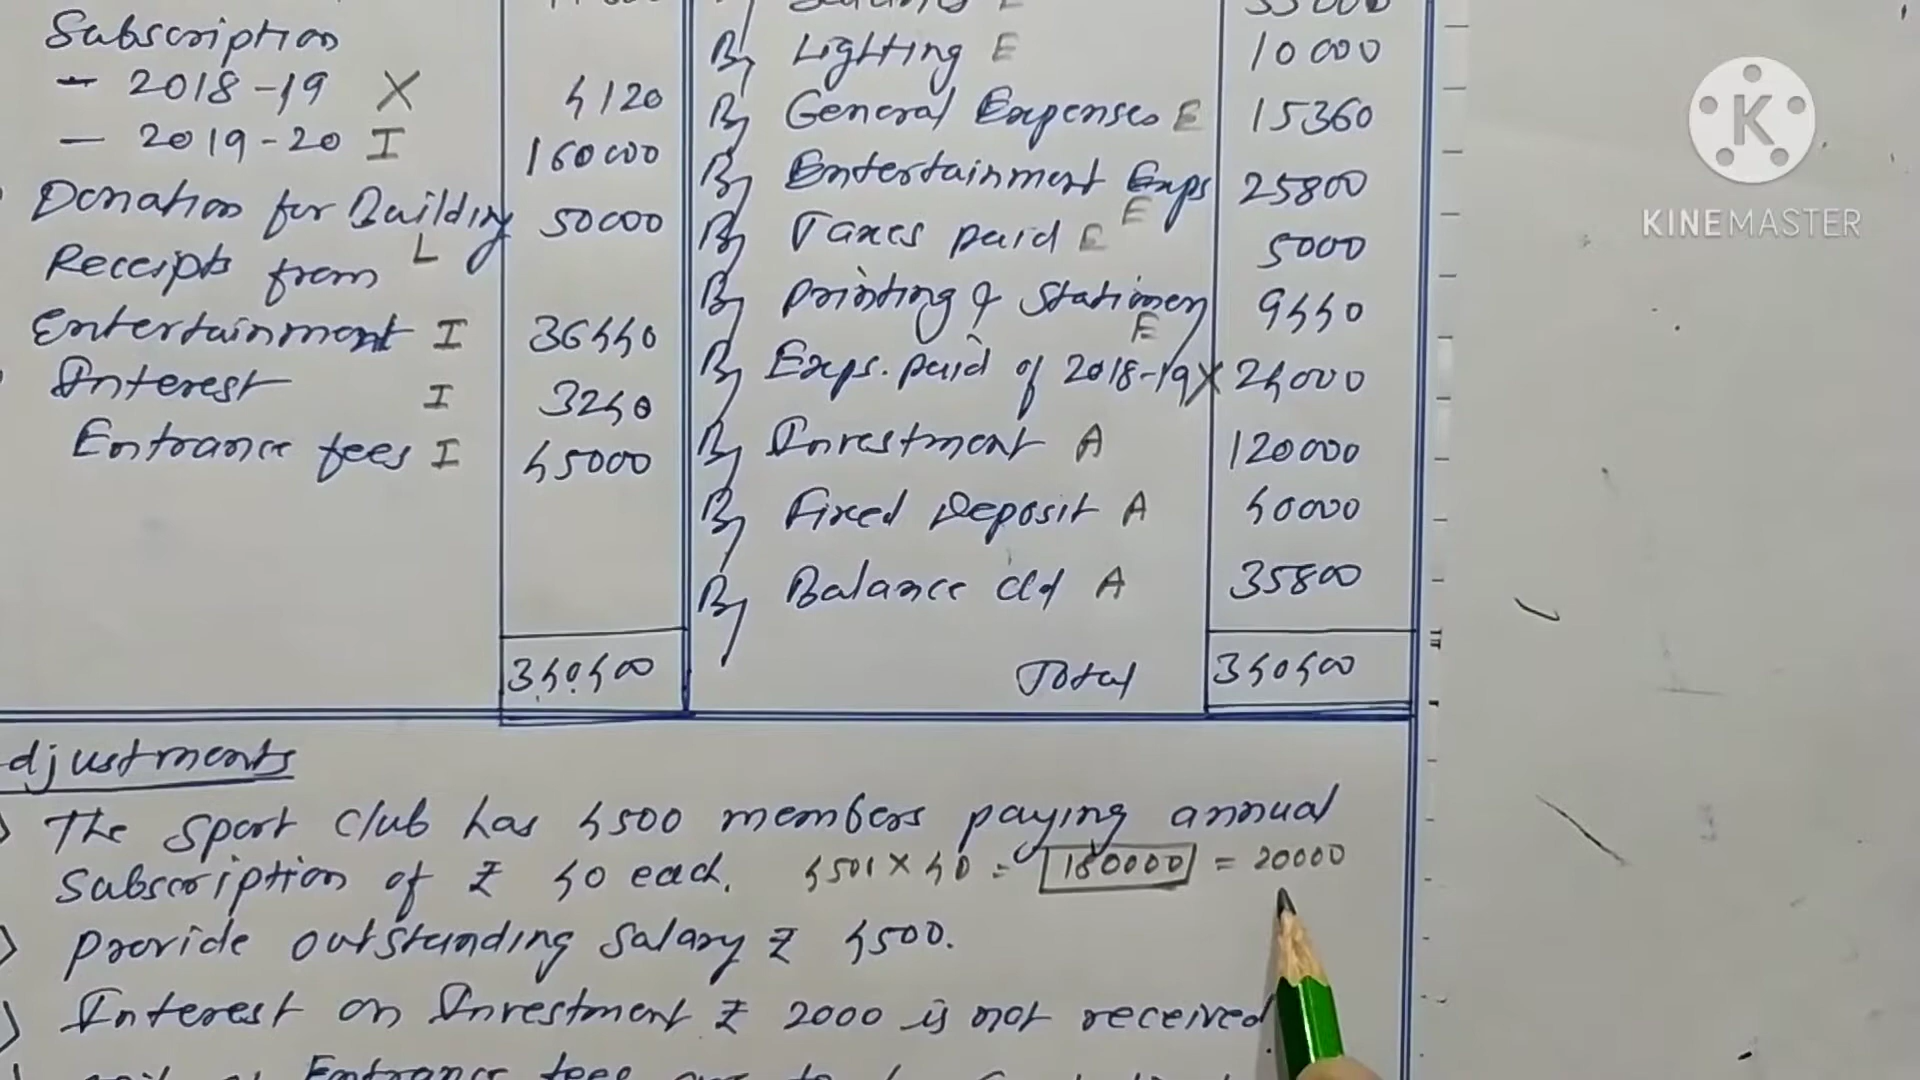 Subscription
- 2018-19 X 4120
- 2019-20 I 160000
Donation for Building L 50000
Receipts from
Entertainment I 36440
Interest I 3240
Entrance fees I 45000
340400
By Lighting E 10000
By General Expenses E 15360
By Entertainment Exps E 25800
By Taxes paid E 5000
By Printing & Stationery E 9440
By Exps. paid of 2018-19 X 24000
By Investment A 120000
By Fixed Deposit A 40000
By Balance c/d A 35800
Total 340400
djustments
The Sport Club has 4500 members paying annual
Subscription of ₹ 40 each. 4500 x 40 = 180000 = 20000
Provide outstanding Salary ₹ 4500.
Interest on Investment ₹ 2000 is not received
Entrance fees
K
KINEMASTER